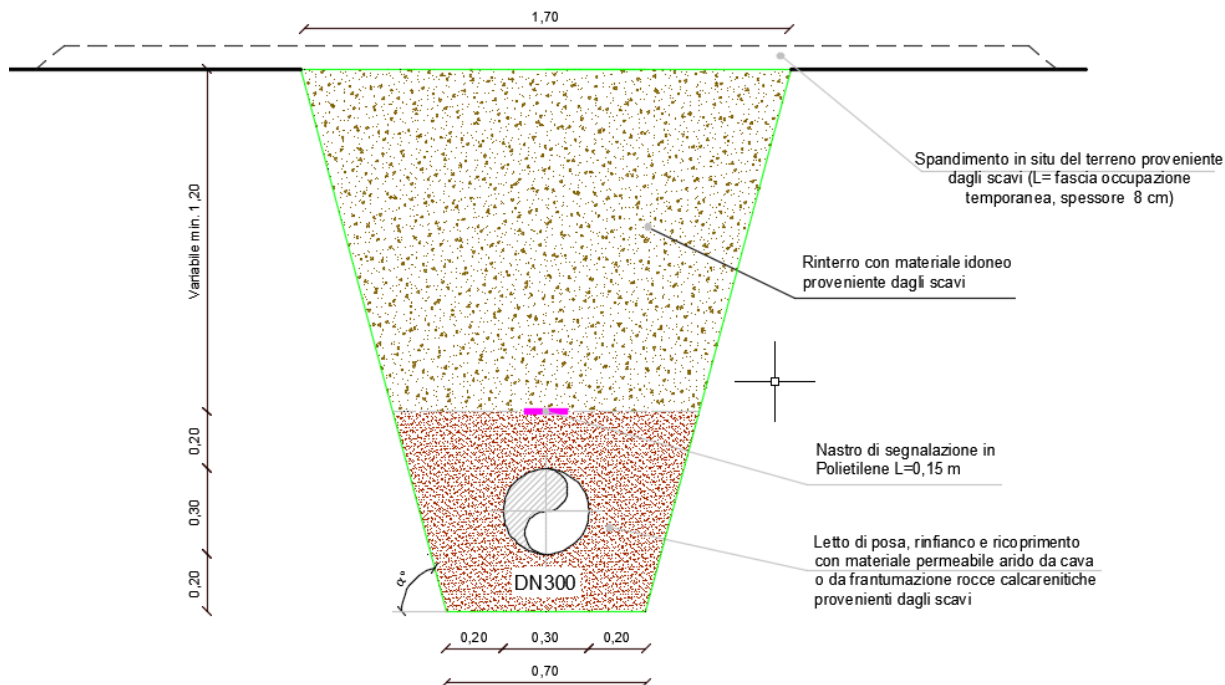 1,70
Spandimento in situ del terreno proveniente
dagli scavi (L= fascia occupazione
temporanea, spessore 8 cm)
Variabile min. 1,20
Rinterro con materiale idoneo
proveniente dagli scavi
0,20
Nastro di segnalazione in
Polietilene L=0,15 m
0,30
Letto di posa, rinfianco e ricoprimento
con materiale permeabile arido da cava
o da frantumazione rocce calcarenitiche
provenienti dagli scavi
0,20
α°
DN300
0,20 0,30 0,20
0,70